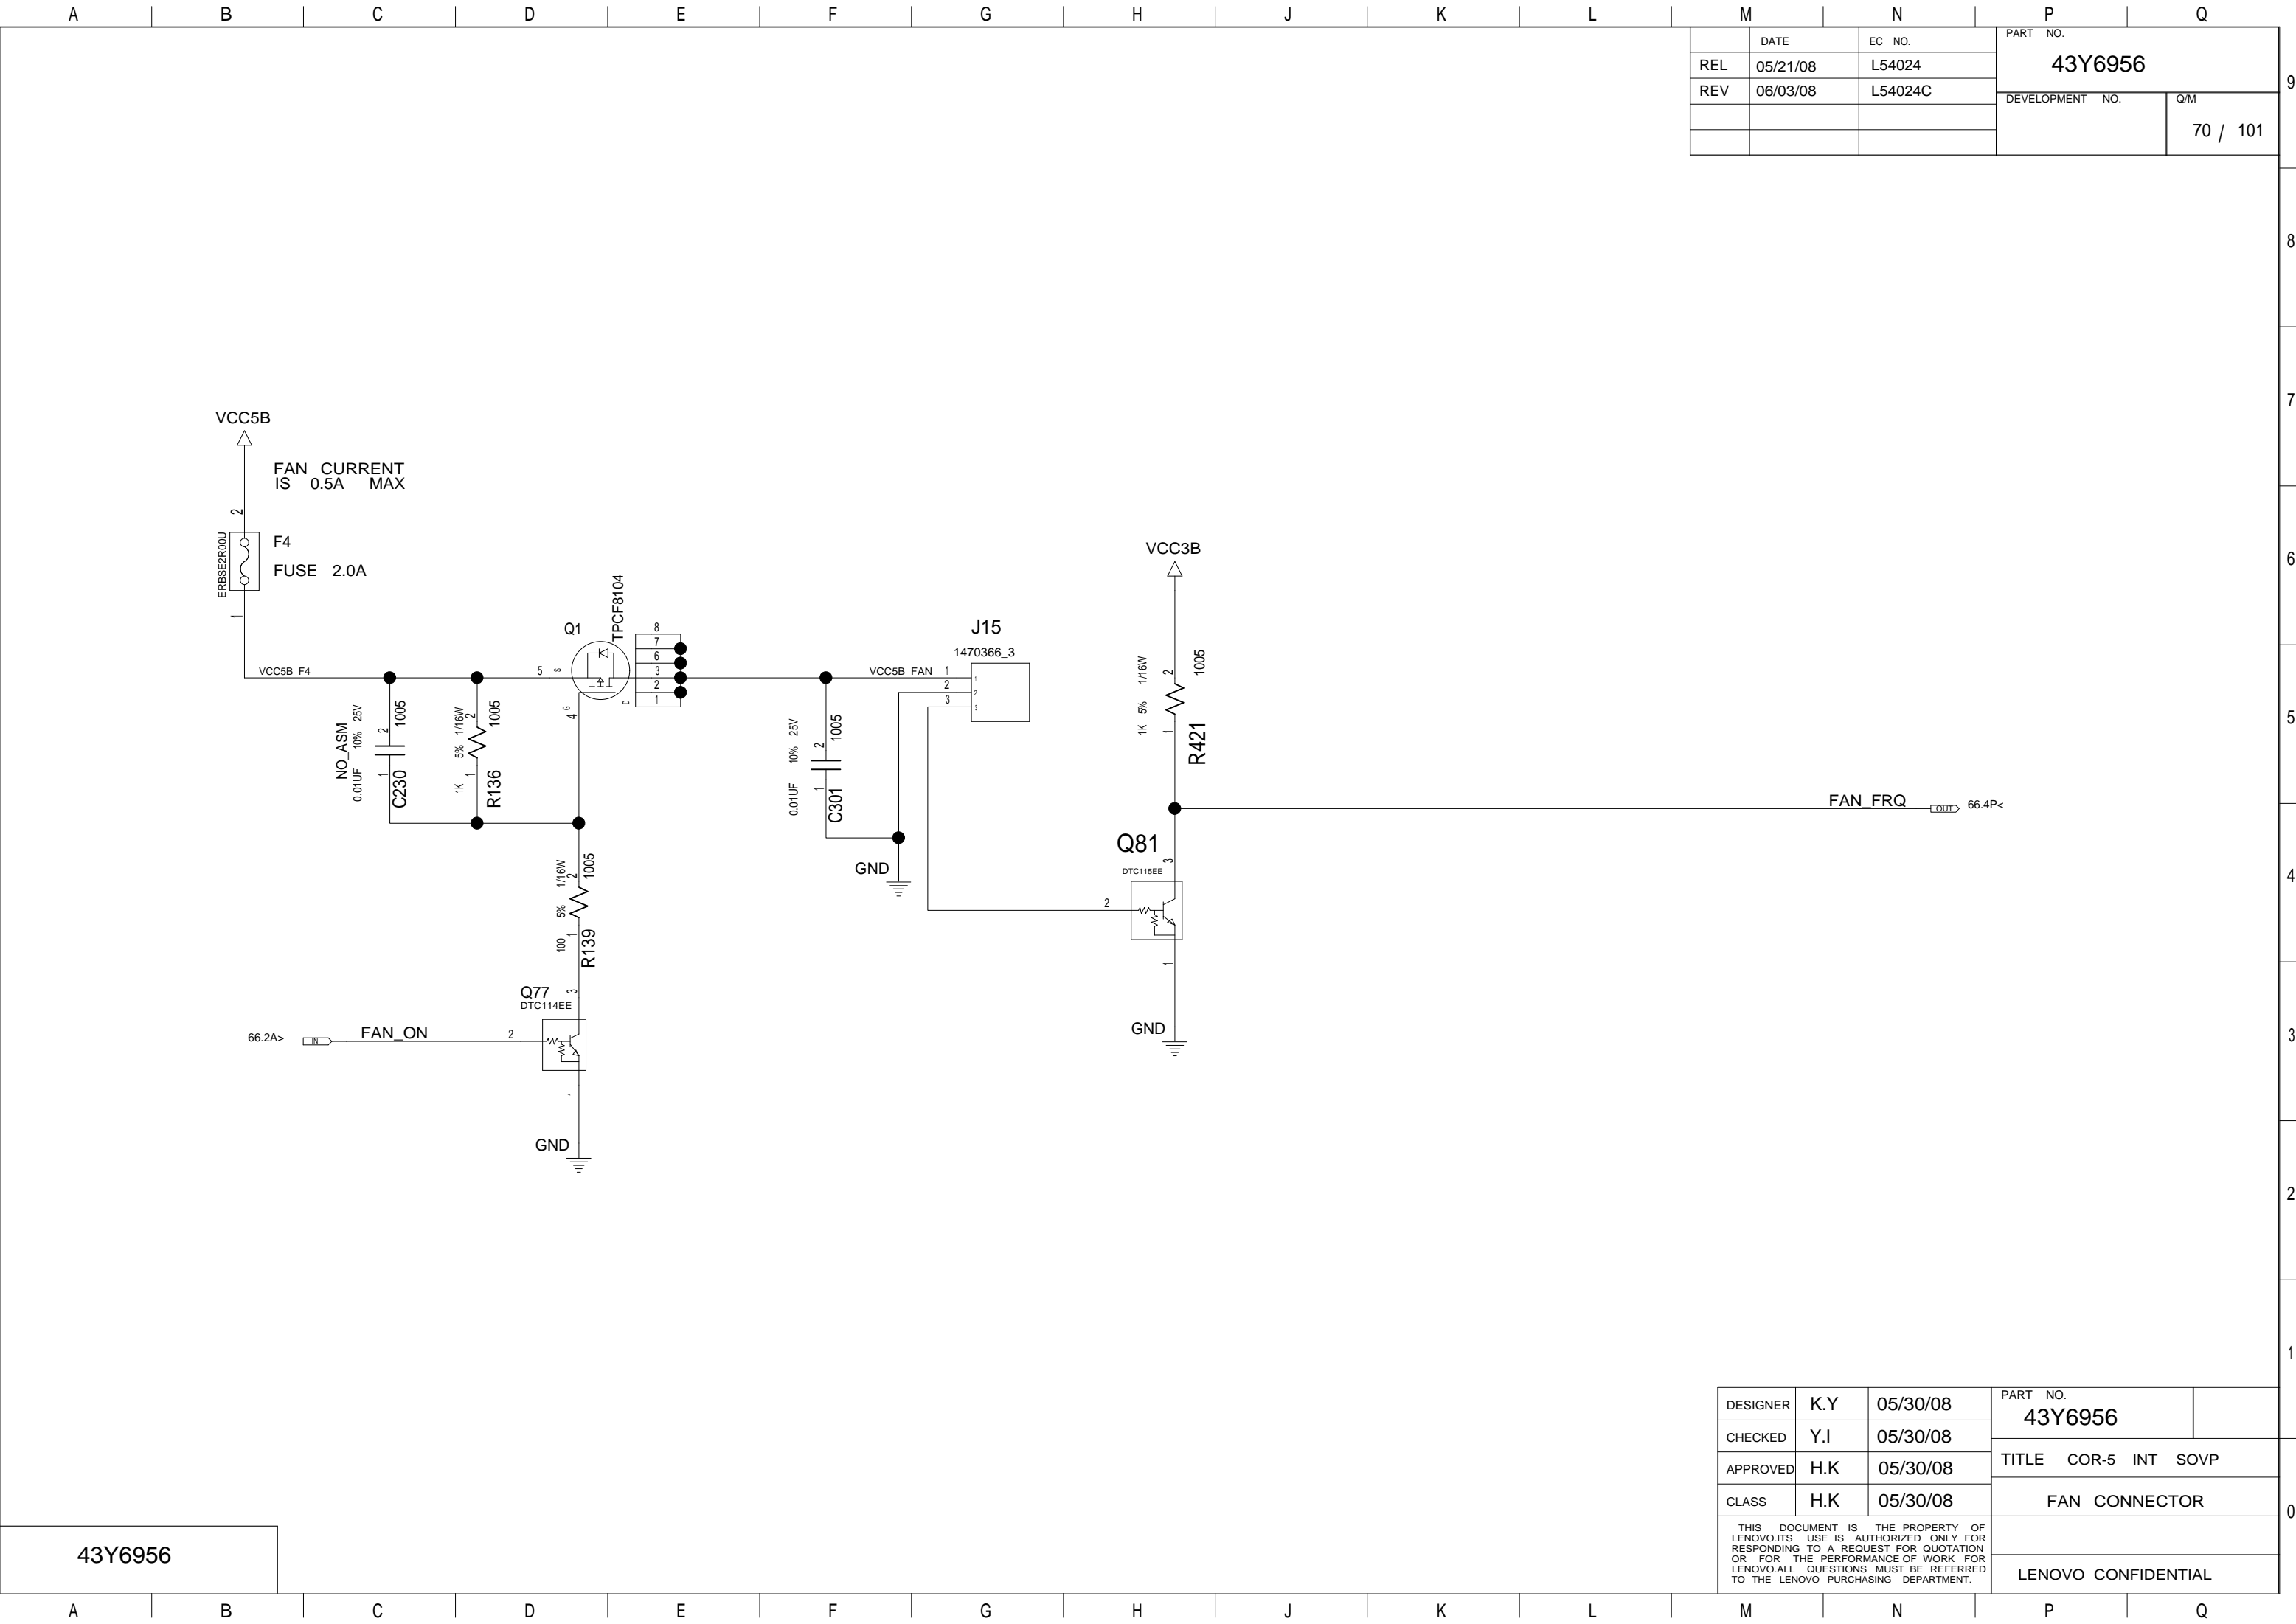 A B C D E F G H J K L M N P Q
DATE EC NO.
REL 05/21/08 L54024
REV 06/03/08 L54024C
PART NO.
43Y6956
DEVELOPMENT NO. Q/M
70 / 101
9
8
7
6
5
4
3
2
1
0
VCC5B
FAN CURRENT
IS 0.5A MAX
2
ERBSE2R00U
F4
FUSE 2.0A
1
VCC5B_F4
NO_ASM
0.01UF 10% 25V
2
1005
1
C230
1K 5% 1/16W
2
1005
1
R136
Q1
TPCF8104
5 S
4 G
D
8
7
6
3
2
1
0.01UF 10% 25V
2
1005
1
C301
GND
VCC5B_FAN
J15
1470366_3
1 1
2 2
3 3
VCC3B
1K 5% 1/16W
2
1005
1
R421
FAN_FRQ OUT 66.4P<
Q81
DTC115EE
3
2
1
GND
100 5% 1/16W
2
1005
1
R139
Q77
DTC114EE
3
66.2A> IN FAN_ON 2
1
GND
DESIGNER K.Y 05/30/08
CHECKED Y.I 05/30/08
APPROVED H.K 05/30/08
CLASS H.K 05/30/08
PART NO.
43Y6956
TITLE COR-5 INT SOVP
FAN CONNECTOR
THIS DOCUMENT IS THE PROPERTY OF
LENOVO.ITS USE IS AUTHORIZED ONLY FOR
RESPONDING TO A REQUEST FOR QUOTATION
OR FOR THE PERFORMANCE OF WORK FOR
LENOVO.ALL QUESTIONS MUST BE REFERRED
TO THE LENOVO PURCHASING DEPARTMENT.
LENOVO CONFIDENTIAL
43Y6956
A B C D E F G H J K L M N P Q